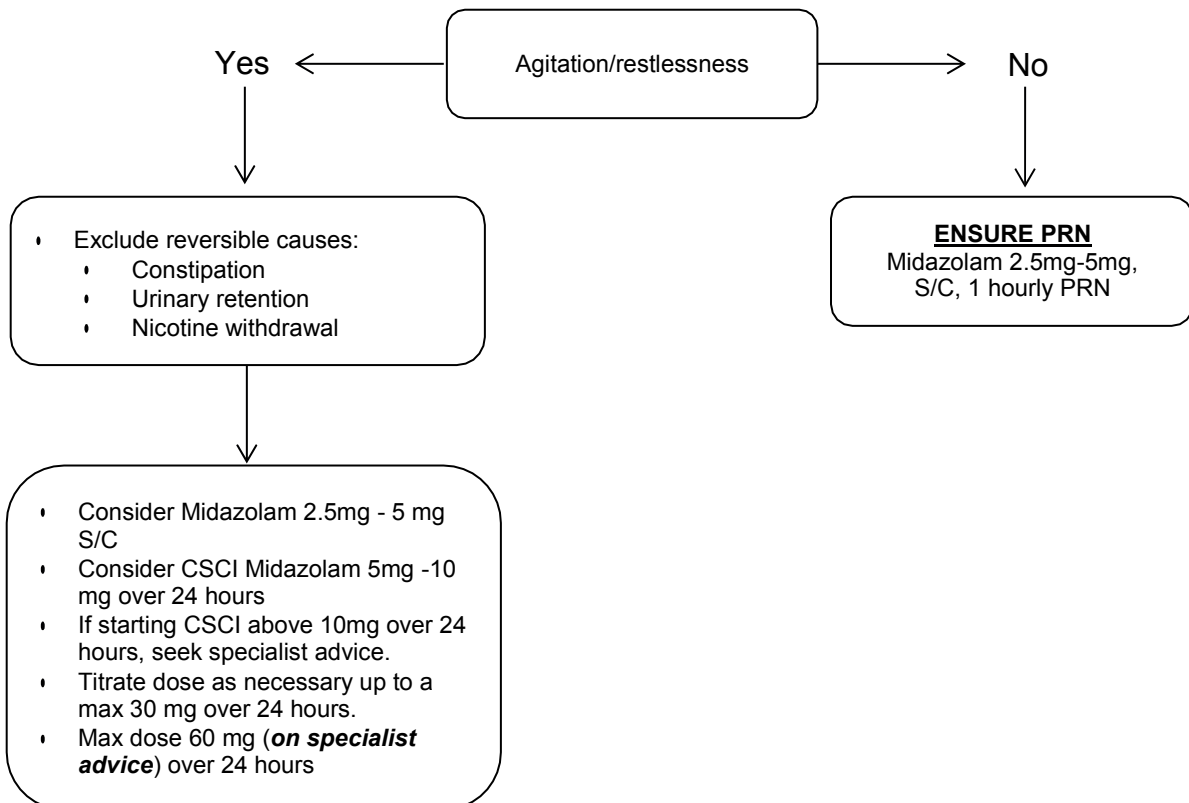 Agitation/restlessness
Yes
No
• Exclude reversible causes:
• Constipation
• Urinary retention
• Nicotine withdrawal
ENSURE PRN
Midazolam 2.5mg-5mg,
S/C, 1 hourly PRN
• Consider Midazolam 2.5mg - 5 mg
S/C
• Consider CSCI Midazolam 5mg -10
mg over 24 hours
• If starting CSCI above 10mg over 24
hours, seek specialist advice.
• Titrate dose as necessary up to a
max 30 mg over 24 hours.
• Max dose 60 mg (on specialist
advice) over 24 hours